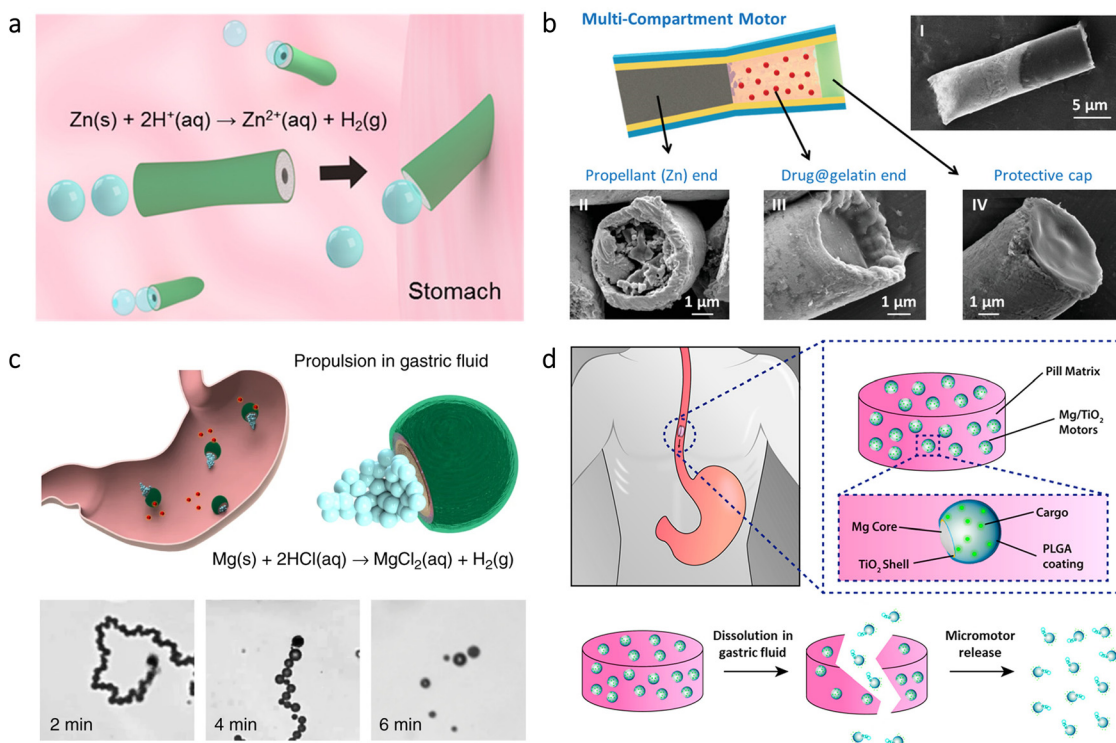 a
Zn(s) + 2H⁺(aq) → Zn²⁺(aq) + H₂(g)
Stomach
b
Multi-Compartment Motor
I
5 μm
Propellant (Zn) end
Drug@gelatin end
Protective cap
II
1 μm
III
1 μm
IV
1 μm
c
Propulsion in gastric fluid
Mg(s) + 2HCl(aq) → MgCl₂(aq) + H₂(g)
2 min
4 min
6 min
d
Pill Matrix
Mg/TiO₂
Motors
Mg Core
TiO₂ Shell
Cargo
PLGA
coating
Dissolution in
gastric fluid
Micromotor
release